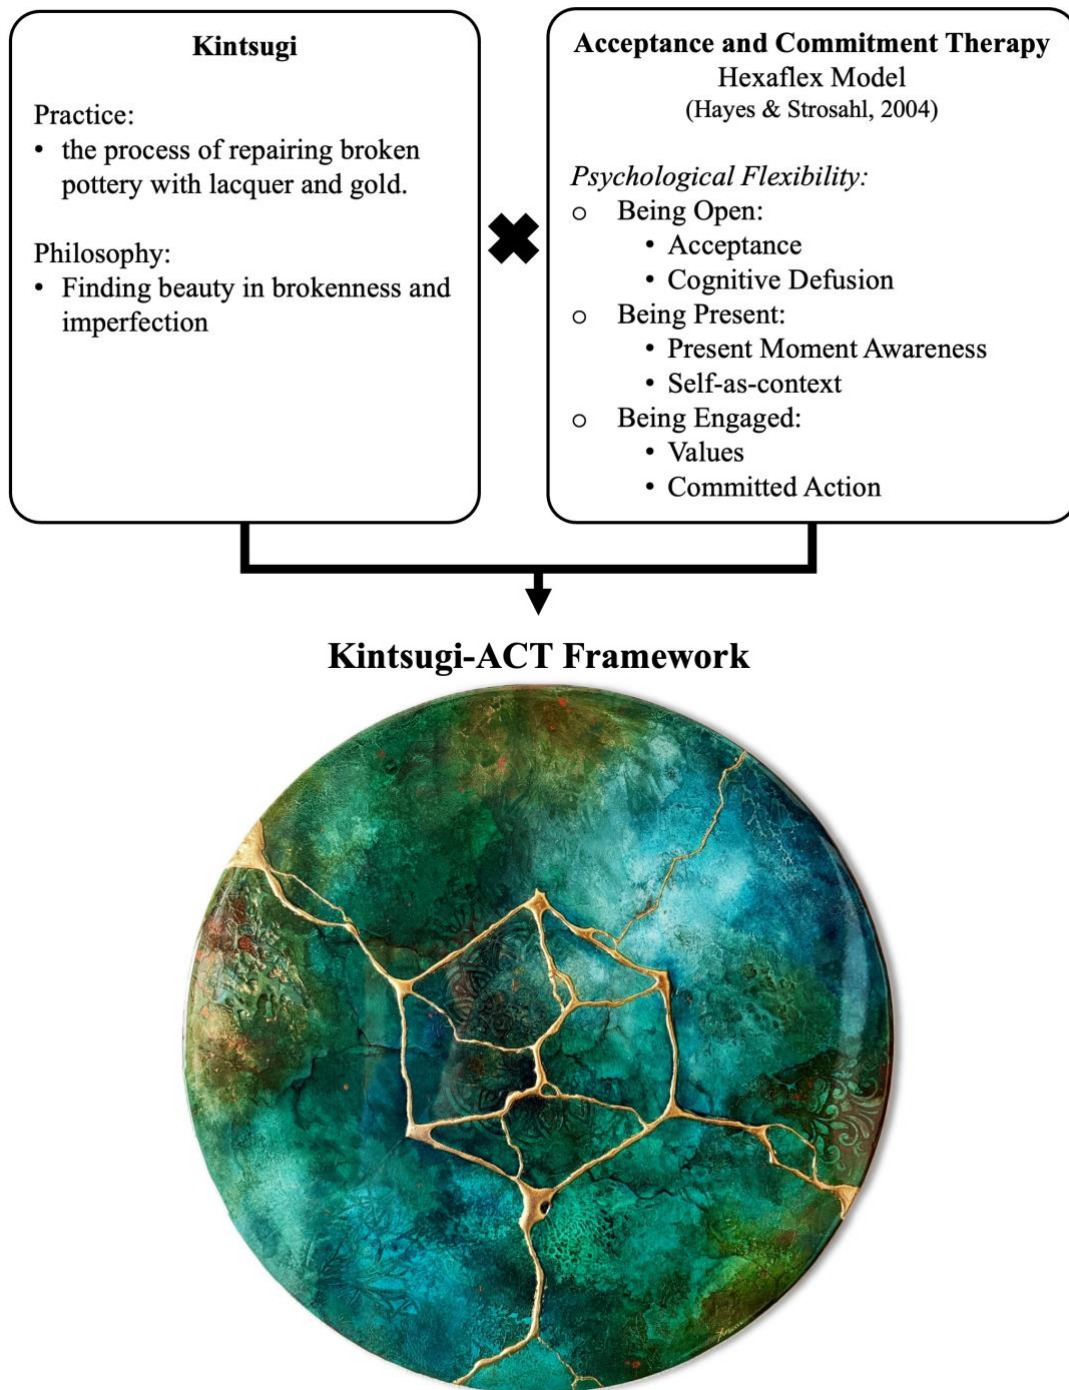 Kintsugi
Practice:
• the process of repairing broken
pottery with lacquer and gold.
Philosophy:
• Finding beauty in brokenness and
imperfection
Acceptance and Commitment Therapy
Hexaflex Model
(Hayes & Strosahl, 2004)
Psychological Flexibility:
o Being Open:
• Acceptance
• Cognitive Defusion
o Being Present:
• Present Moment Awareness
• Self-as-context
o Being Engaged:
• Values
• Committed Action
Kintsugi-ACT Framework